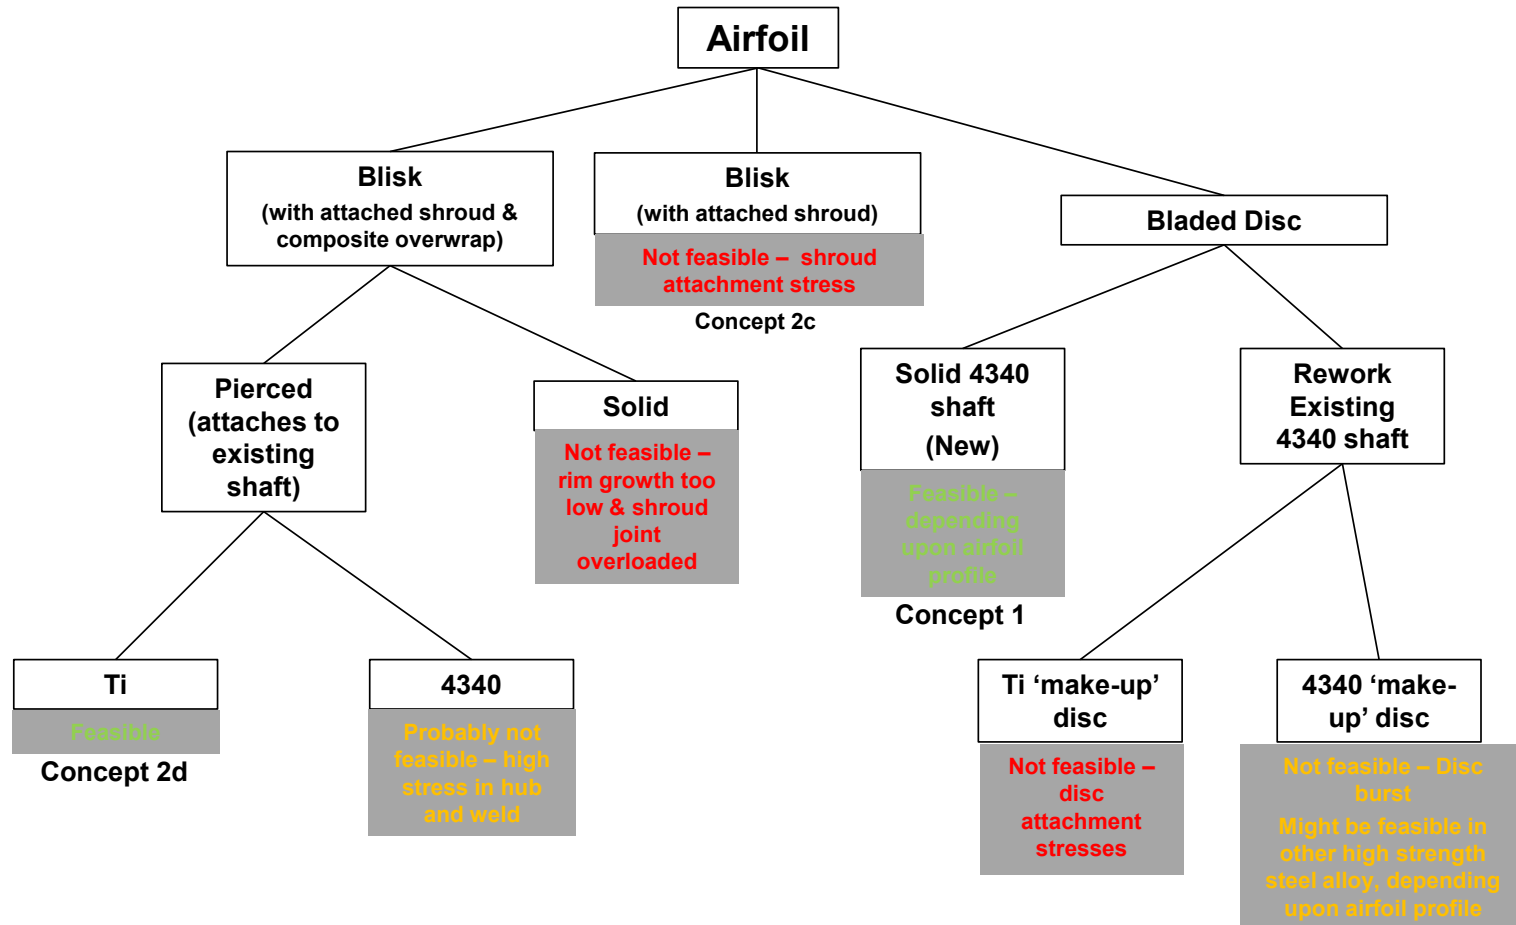 Airfoil
Blisk
(with attached shroud &
composite overwrap)
Blisk
(with attached shroud)
Not feasible – shroud
attachment stress
Concept 2c
Bladed Disc
Pierced
(attaches to
existing
shaft)
Solid
Not feasible –
rim growth too
low & shroud
joint
overloaded
Solid 4340
shaft
(New)
Feasible –
depending
upon airfoil
profile
Concept 1
Rework
Existing
4340 shaft
Ti
Feasible
Concept 2d
4340
Probably not
feasible – high
stress in hub
and weld
Ti ‘make-up’
disc
Not feasible –
disc
attachment
stresses
4340 ‘make-
up’ disc
Not feasible – Disc
burst
Might be feasible in
other high strength
steel alloy, depending
upon airfoil profile